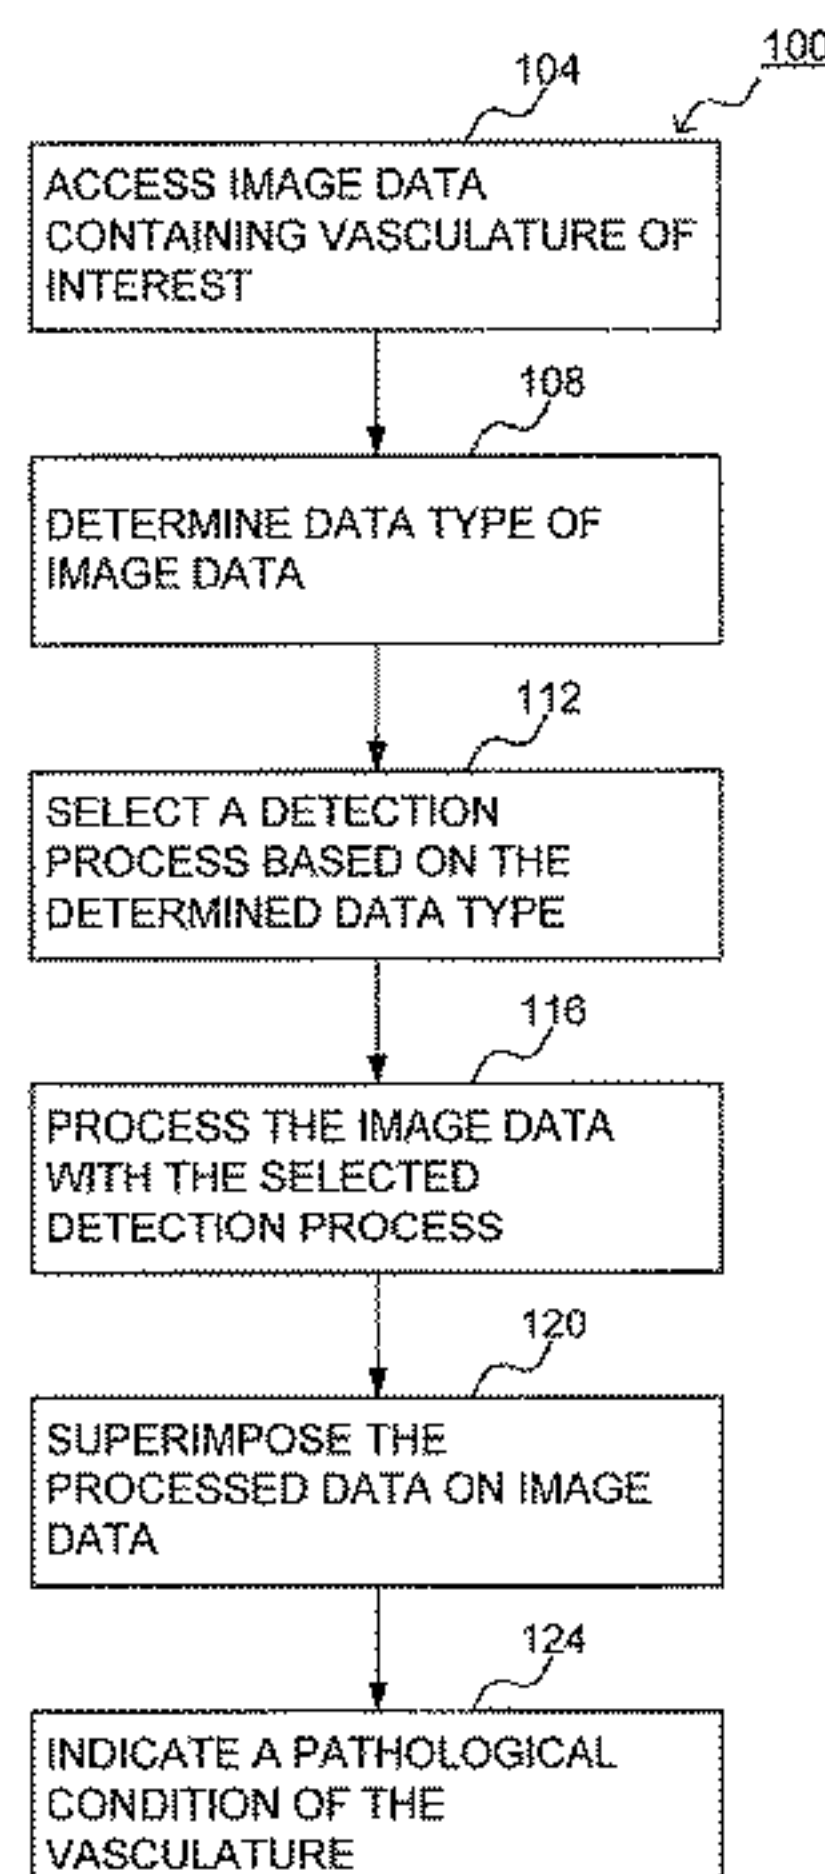 100
104
ACCESS IMAGE DATA
CONTAINING VASCULATURE OF
INTEREST
108
DETERMINE DATA TYPE OF
IMAGE DATA
112
SELECT A DETECTION
PROCESS BASED ON THE
DETERMINED DATA TYPE
116
PROCESS THE IMAGE DATA
WITH THE SELECTED
DETECTION PROCESS
120
SUPERIMPOSE THE
PROCESSED DATA ON IMAGE
DATA
124
INDICATE A PATHOLOGICAL
CONDITION OF THE
VASCULATURE